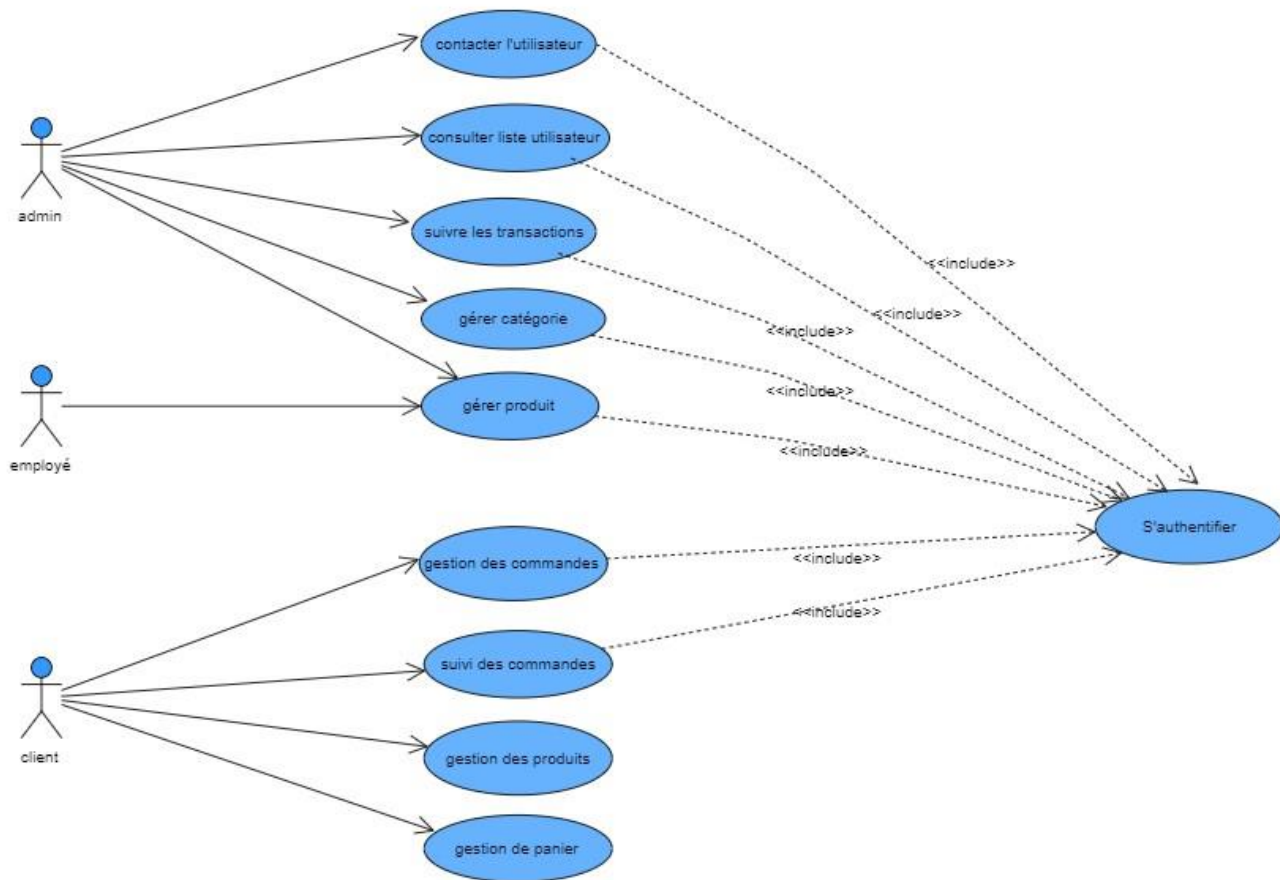 contacter l'utilisateur
consulter liste utilisateur
admin
suivre les transactions
<<include>>
<<include>>
gérer catégorie
<<include>>
<<include>>
gérer produit
<<include>>
employé
S'authentifier
gestion des commandes
<<include>>
<<include>>
suivi des commandes
client
gestion des produits
gestion de panier